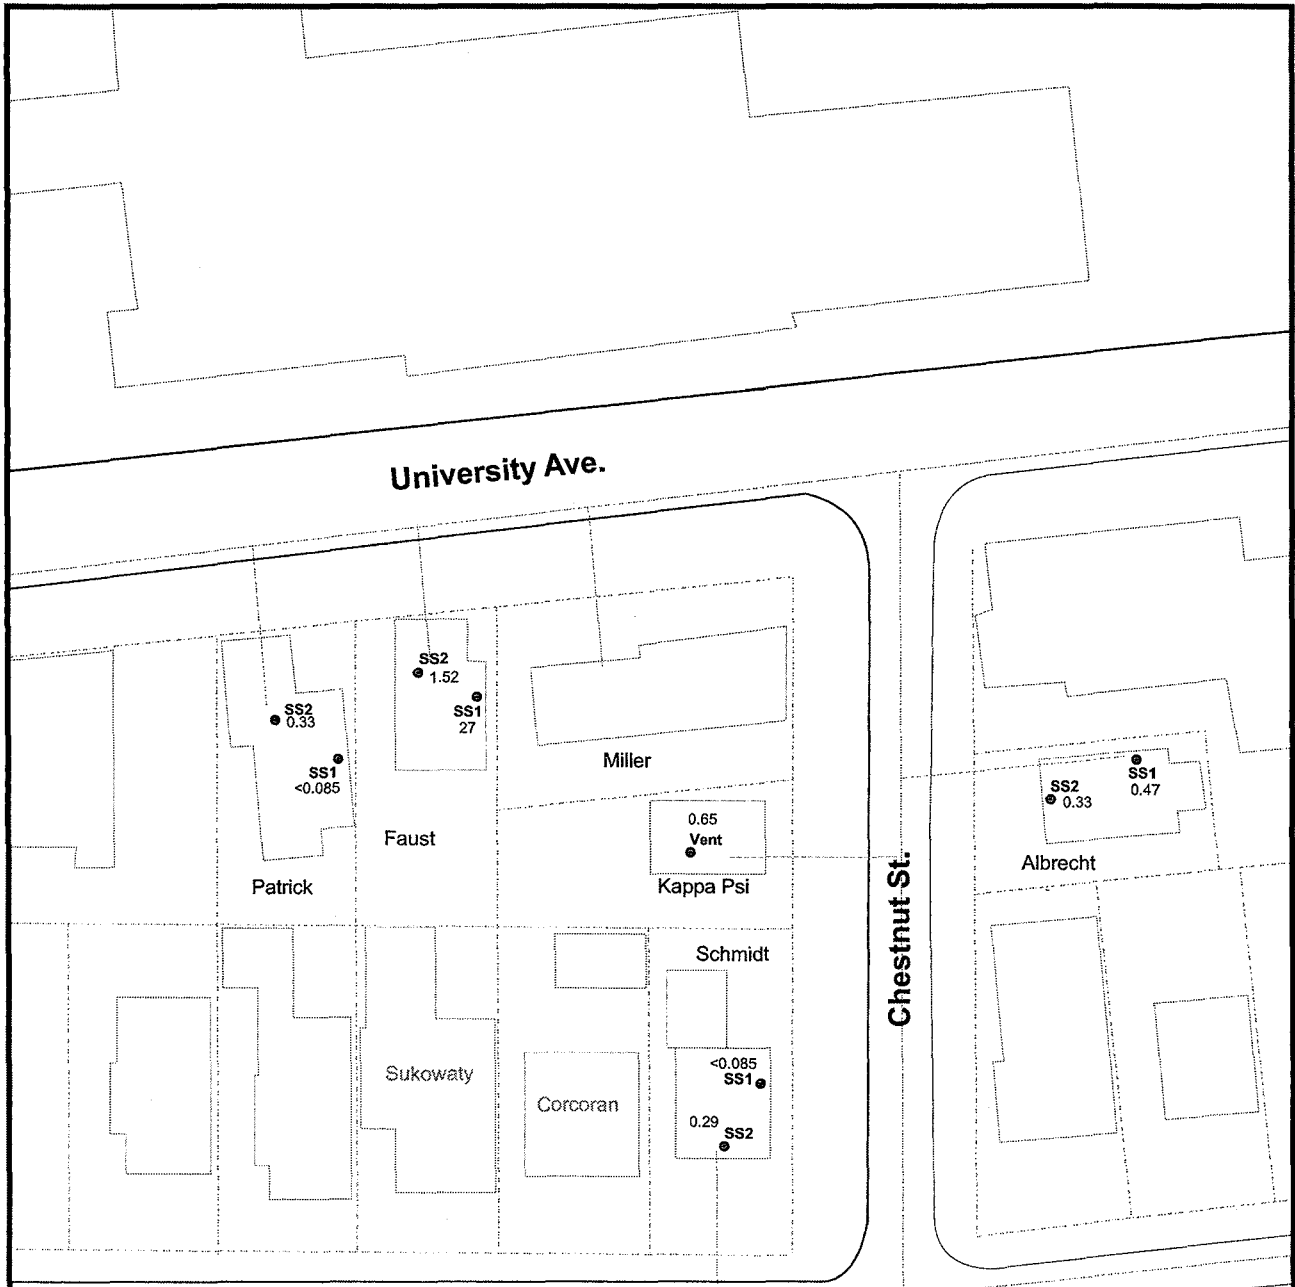 University Ave.
SS2
1.52
SS1
27
SS2
0.33
SS1
<0.085
Miller
SS1
0.47
SS2
0.33
0.65
Vent
Faust
Albrecht
Patrick
Kappa Psi
Chestnut St.
Schmidt
<0.085
SS1
Sukowaty
Corcoran
0.29
SS2